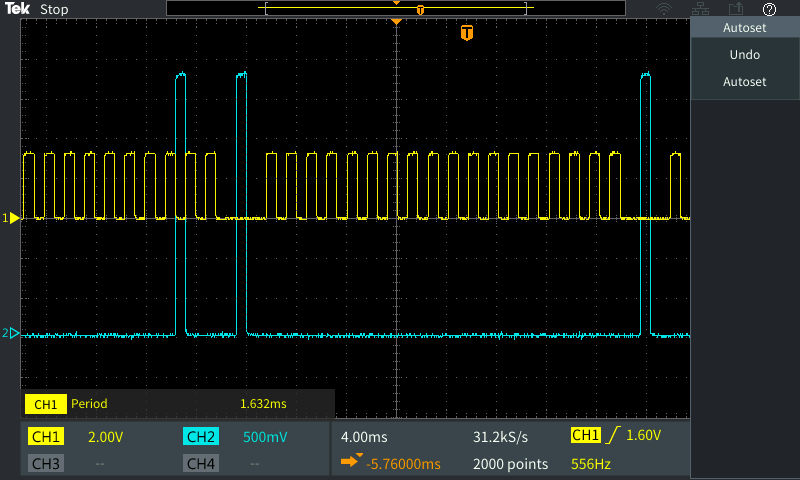 Tek Stop
T
?
T
Autoset
Undo
Autoset
1
2
CH1 Period 1.632ms
CH1 2.00V CH2 500mV 4.00ms 31.2kS/s CH1 1.60V
CH3 -- CH4 -- -5.76000ms 2000 points 556Hz